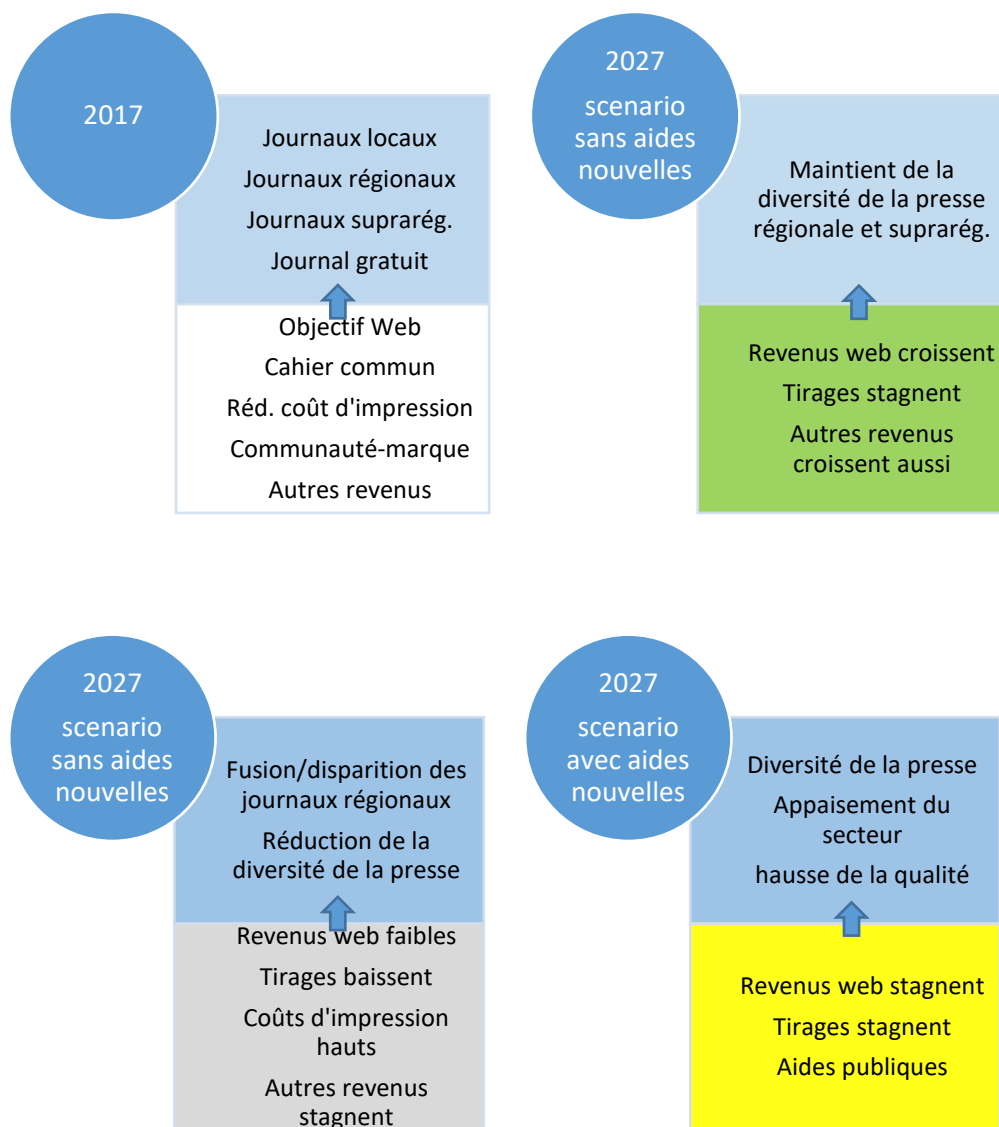 2017
Journaux locaux
Journaux régionaux
Journaux suprarég.
Journal gratuit
Objectif Web
Cahier commun
Réd. coût d'impression
Communauté-marque
Autres revenus
2027
scenario
sans aides
nouvelles
Maintient de la
diversité de la presse
régionale et suprarég.
Revenus web croissent
Tirages stagnent
Autres revenus
croissent aussi
2027
scenario
sans aides
nouvelles
Fusion/disparition des
journaux régionaux
Réduction de la
diversité de la presse
Revenus web faibles
Tirages baissent
Coûts d'impression
hauts
Autres revenus
stagnent
2027
scenario
avec aides
nouvelles
Diversité de la presse
Appaisement du
secteur
hausse de la qualité
Revenus web stagnent
Tirages stagnent
Aides publiques